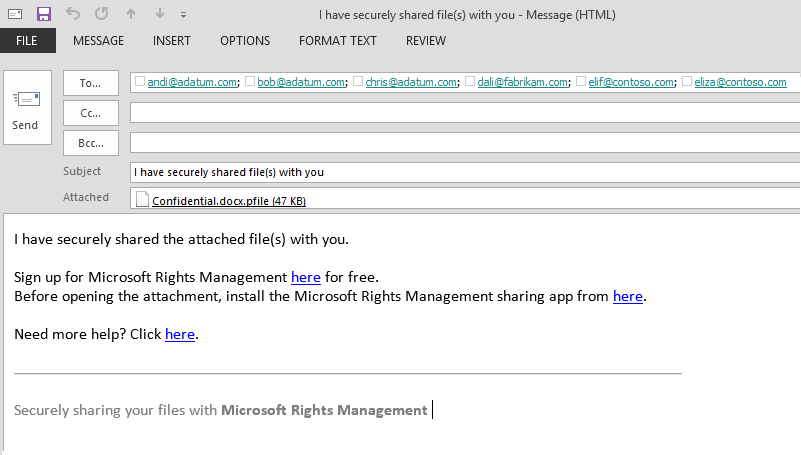 I have securely shared file(s) with you - Message (HTML)
FILE MESSAGE INSERT OPTIONS FORMAT TEXT REVIEW
To... andi@adatum.com; bob@adatum.com; chris@adatum.com; dali@fabrikam.com; elif@contoso.com; eliza@contoso.com
Send
Cc...
Bcc...
Subject I have securely shared file(s) with you
Attached Confidential.docx.pfile (47 KB)
I have securely shared the attached file(s) with you.
Sign up for Microsoft Rights Management here for free.
Before opening the attachment, install the Microsoft Rights Management sharing app from here.
Need more help? Click here.
Securely sharing your files with Microsoft Rights Management